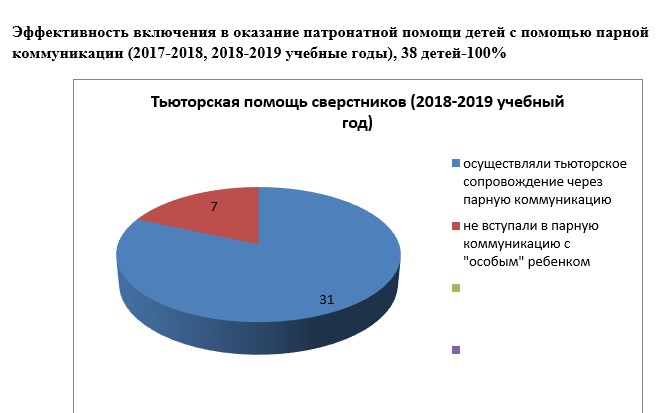 Эффективность включения в оказание патронатной помощи детей с помощью парной
коммуникации (2017-2018, 2018-2019 учебные годы), 38 детей-100%
Тьюторская помощь сверстников (2018-2019 учебный
год)
осуществляли тьюторское
сопровождение через
парную коммуникацию
не вступали в парную
коммуникацию с
"особым" ребенком
7
31